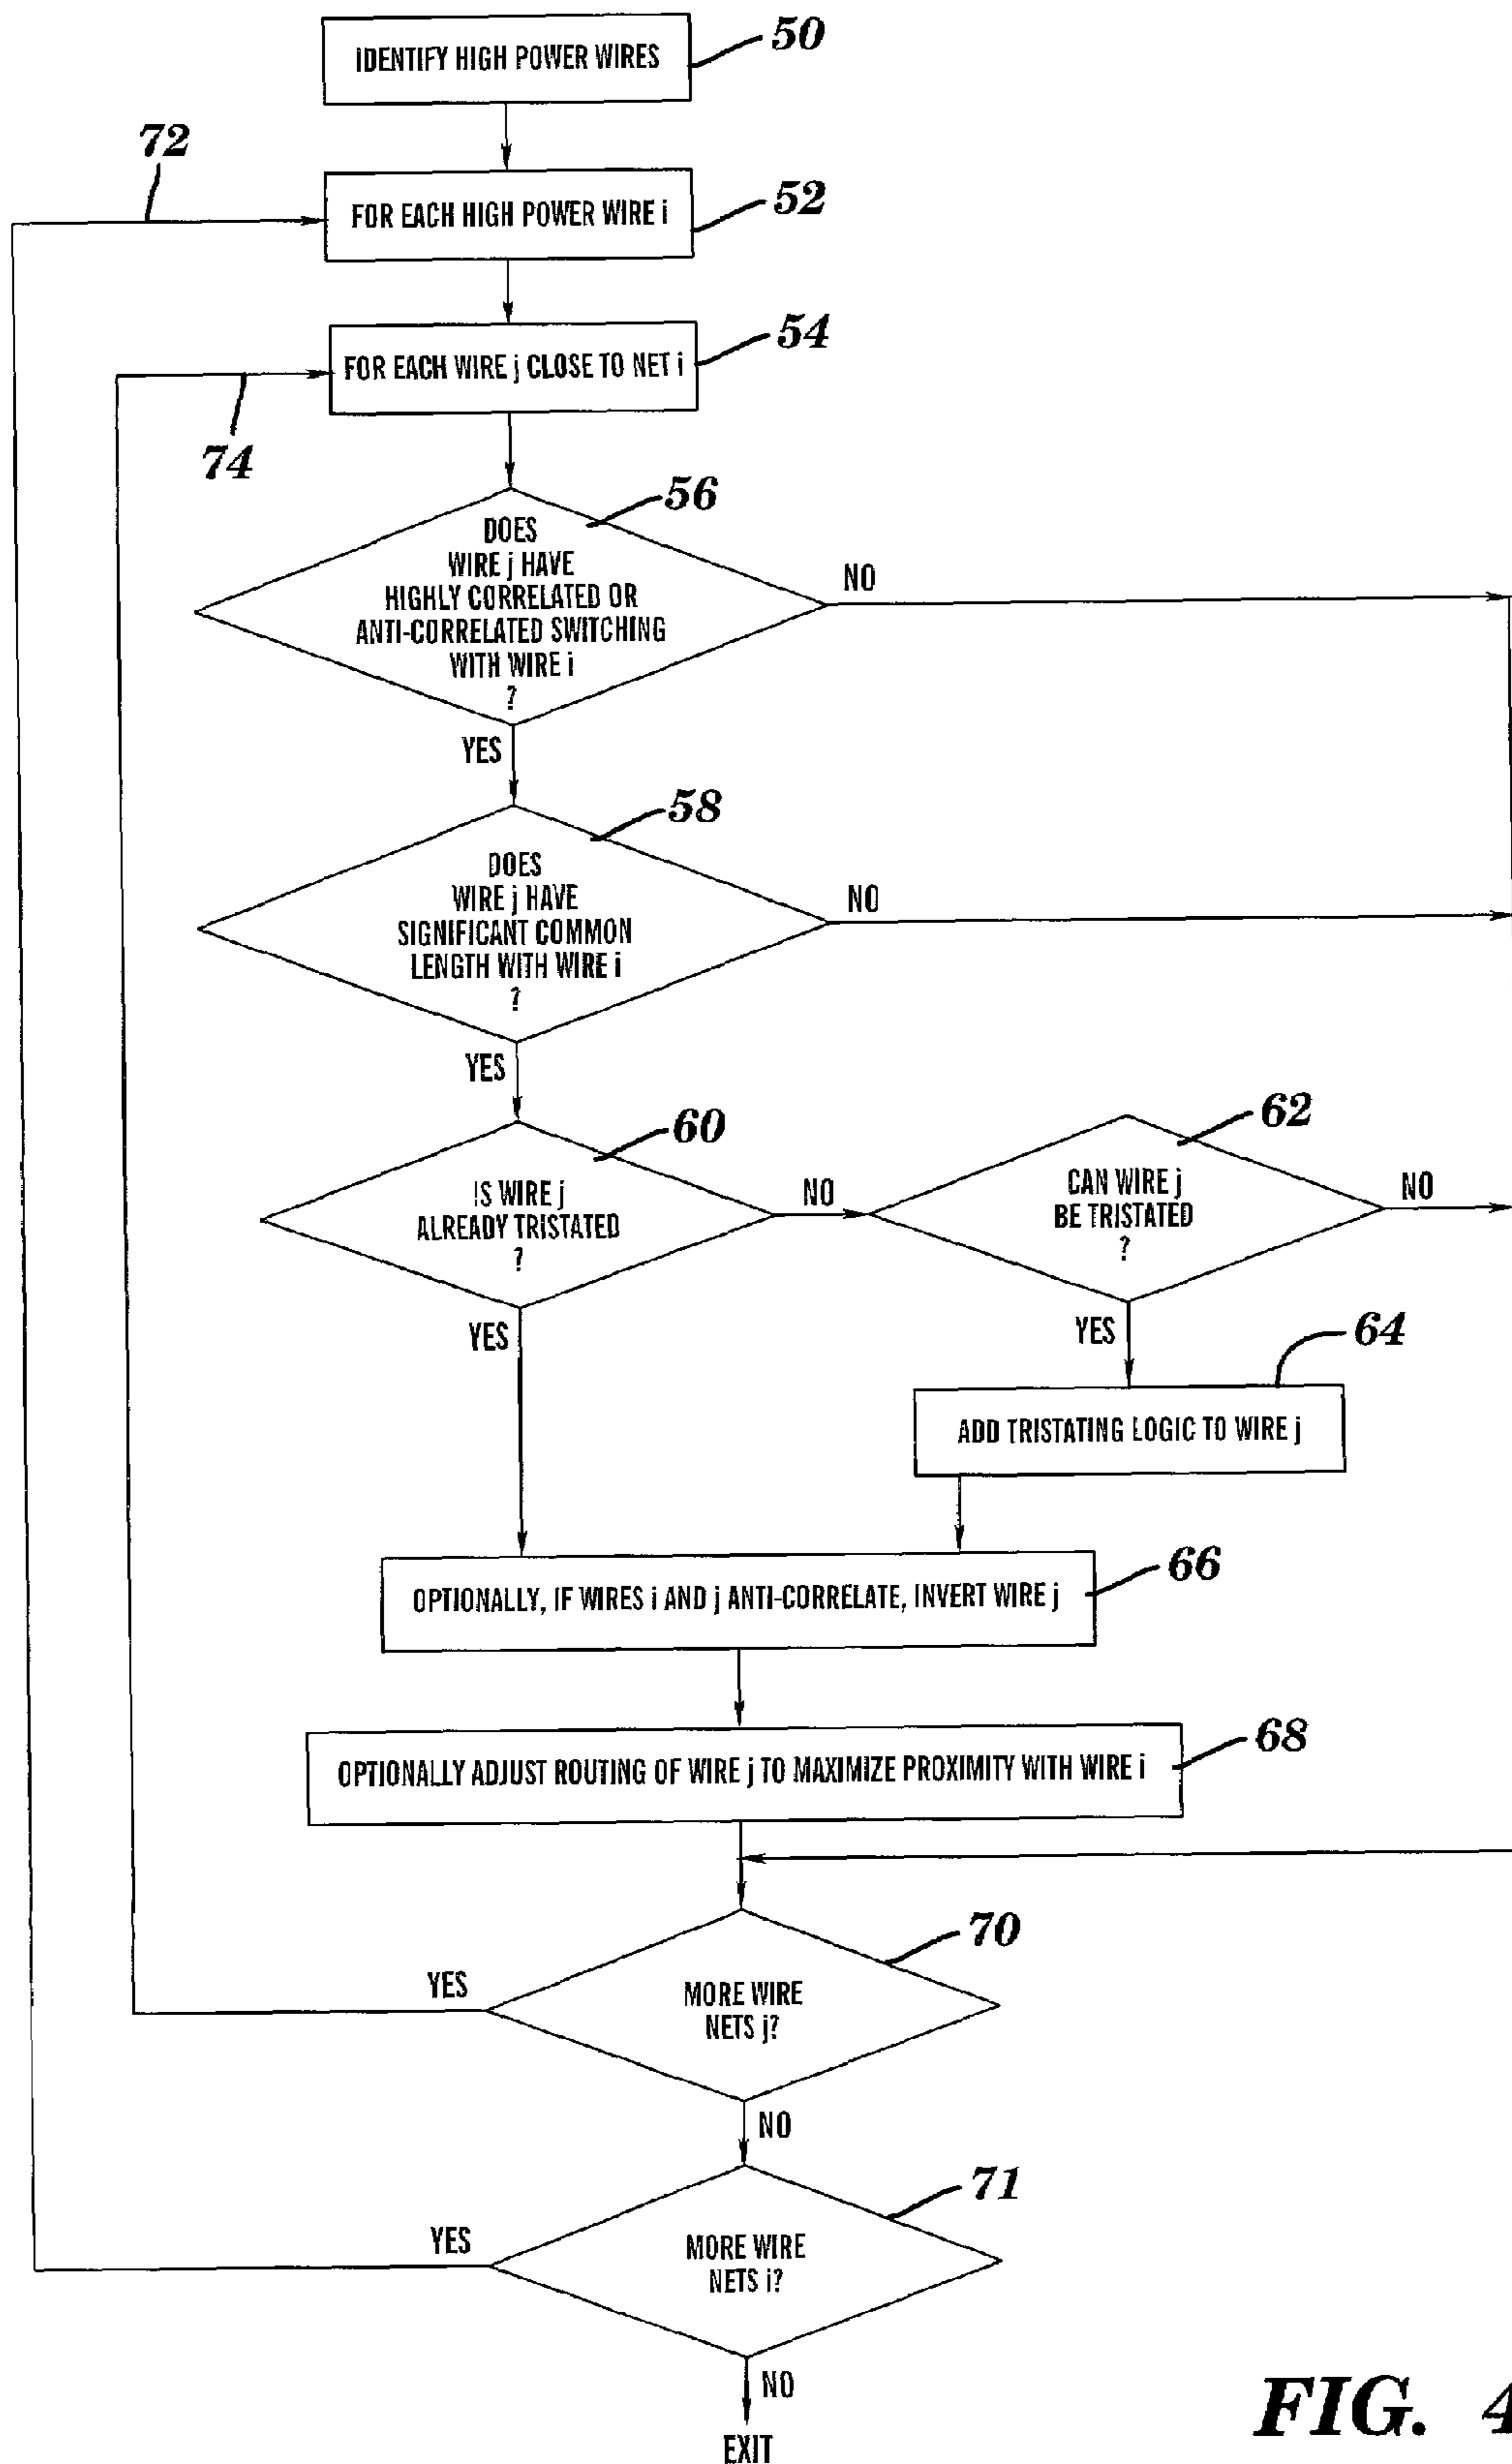 IDENTIFY HIGH POWER WIRES
50
72
FOR EACH HIGH POWER WIRE i
52
FOR EACH WIRE j CLOSE TO NET i
54
74
56
DOES
WIRE j HAVE
HIGHLY CORRELATED OR
ANTI-CORRELATED SWITCHING
WITH WIRE i
?
NO
YES
58
DOES
WIRE j HAVE
SIGNIFICANT COMMON
LENGTH WITH WIRE i
?
NO
YES
60
IS WIRE j
ALREADY TRISTATED
?
NO
62
CAN WIRE j
BE TRISTATED
?
NO
YES
YES
64
ADD TRISTATING LOGIC TO WIRE j
OPTIONALLY, IF WIRES i AND j ANTI-CORRELATE, INVERT WIRE j
66
OPTIONALLY ADJUST ROUTING OF WIRE j TO MAXIMIZE PROXIMITY WITH WIRE i
68
70
YES
MORE WIRE
NETS j?
NO
71
YES
MORE WIRE
NETS i?
NO
EXIT
FIG. 4